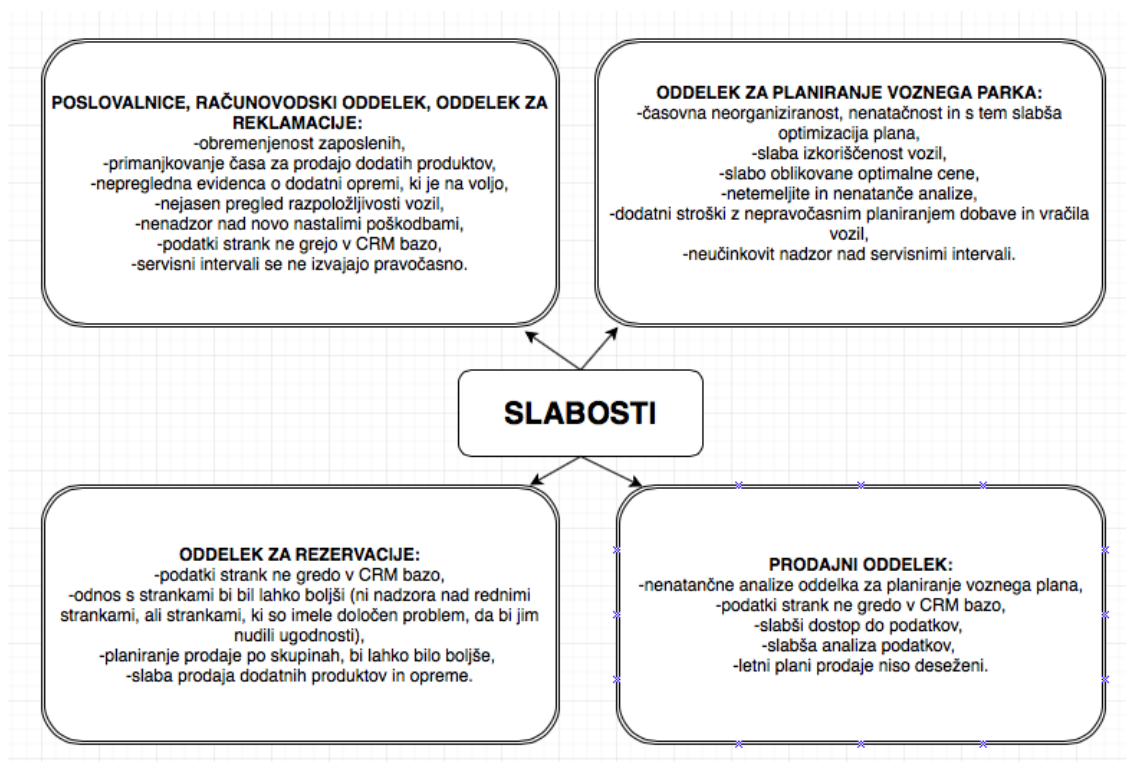 POSLOVALNICE, RAČUNOVODSKI ODDELEK, ODDELEK ZA
REKLAMACIJE:
-obremenjenost zaposlenih,
-primanjkovanje časa za prodajo dodatih produktov,
-nepregledna evidenca o dodatni opremi, ki je na voljo,
-nejasen pregled razpoložljivosti vozil,
-nenadzor nad novo nastalimi poškodbami,
-podatki strank ne grejo v CRM bazo,
-servisni intervali se ne izvajajo pravočasno.
ODDELEK ZA PLANIRANJE VOZNEGA PARKA:
-časovna neorganiziranost, nenatačnost in s tem slabša
optimizacija plana,
-slaba izkoriščenost vozil,
-slabo oblikovane optimalne cene,
-netemeljite in nenatanče analize,
-dodatni stroški z nepravočasnim planiranjem dobave in vračila
vozil,
-neučinkovit nadzor nad servisnimi intervali.
SLABOSTI
ODDELEK ZA REZERVACIJE:
-podatki strank ne gredo v CRM bazo,
-odnos s strankami bi bil lahko boljši (ni nadzora nad rednimi
strankami, ali strankami, ki so imele določen problem, da bi jim
nudili ugodnosti),
-planiranje prodaje po skupinah, bi lahko bilo boljše,
-slaba prodaja dodatnih produktov in opreme.
PRODAJNI ODDELEK:
-nenatančne analize oddelka za planiranje voznega plana,
-podatki strank ne gredo v CRM bazo,
-slabši dostop do podatkov,
-slabša analiza podatkov,
-letni plani prodaje niso deseženi.